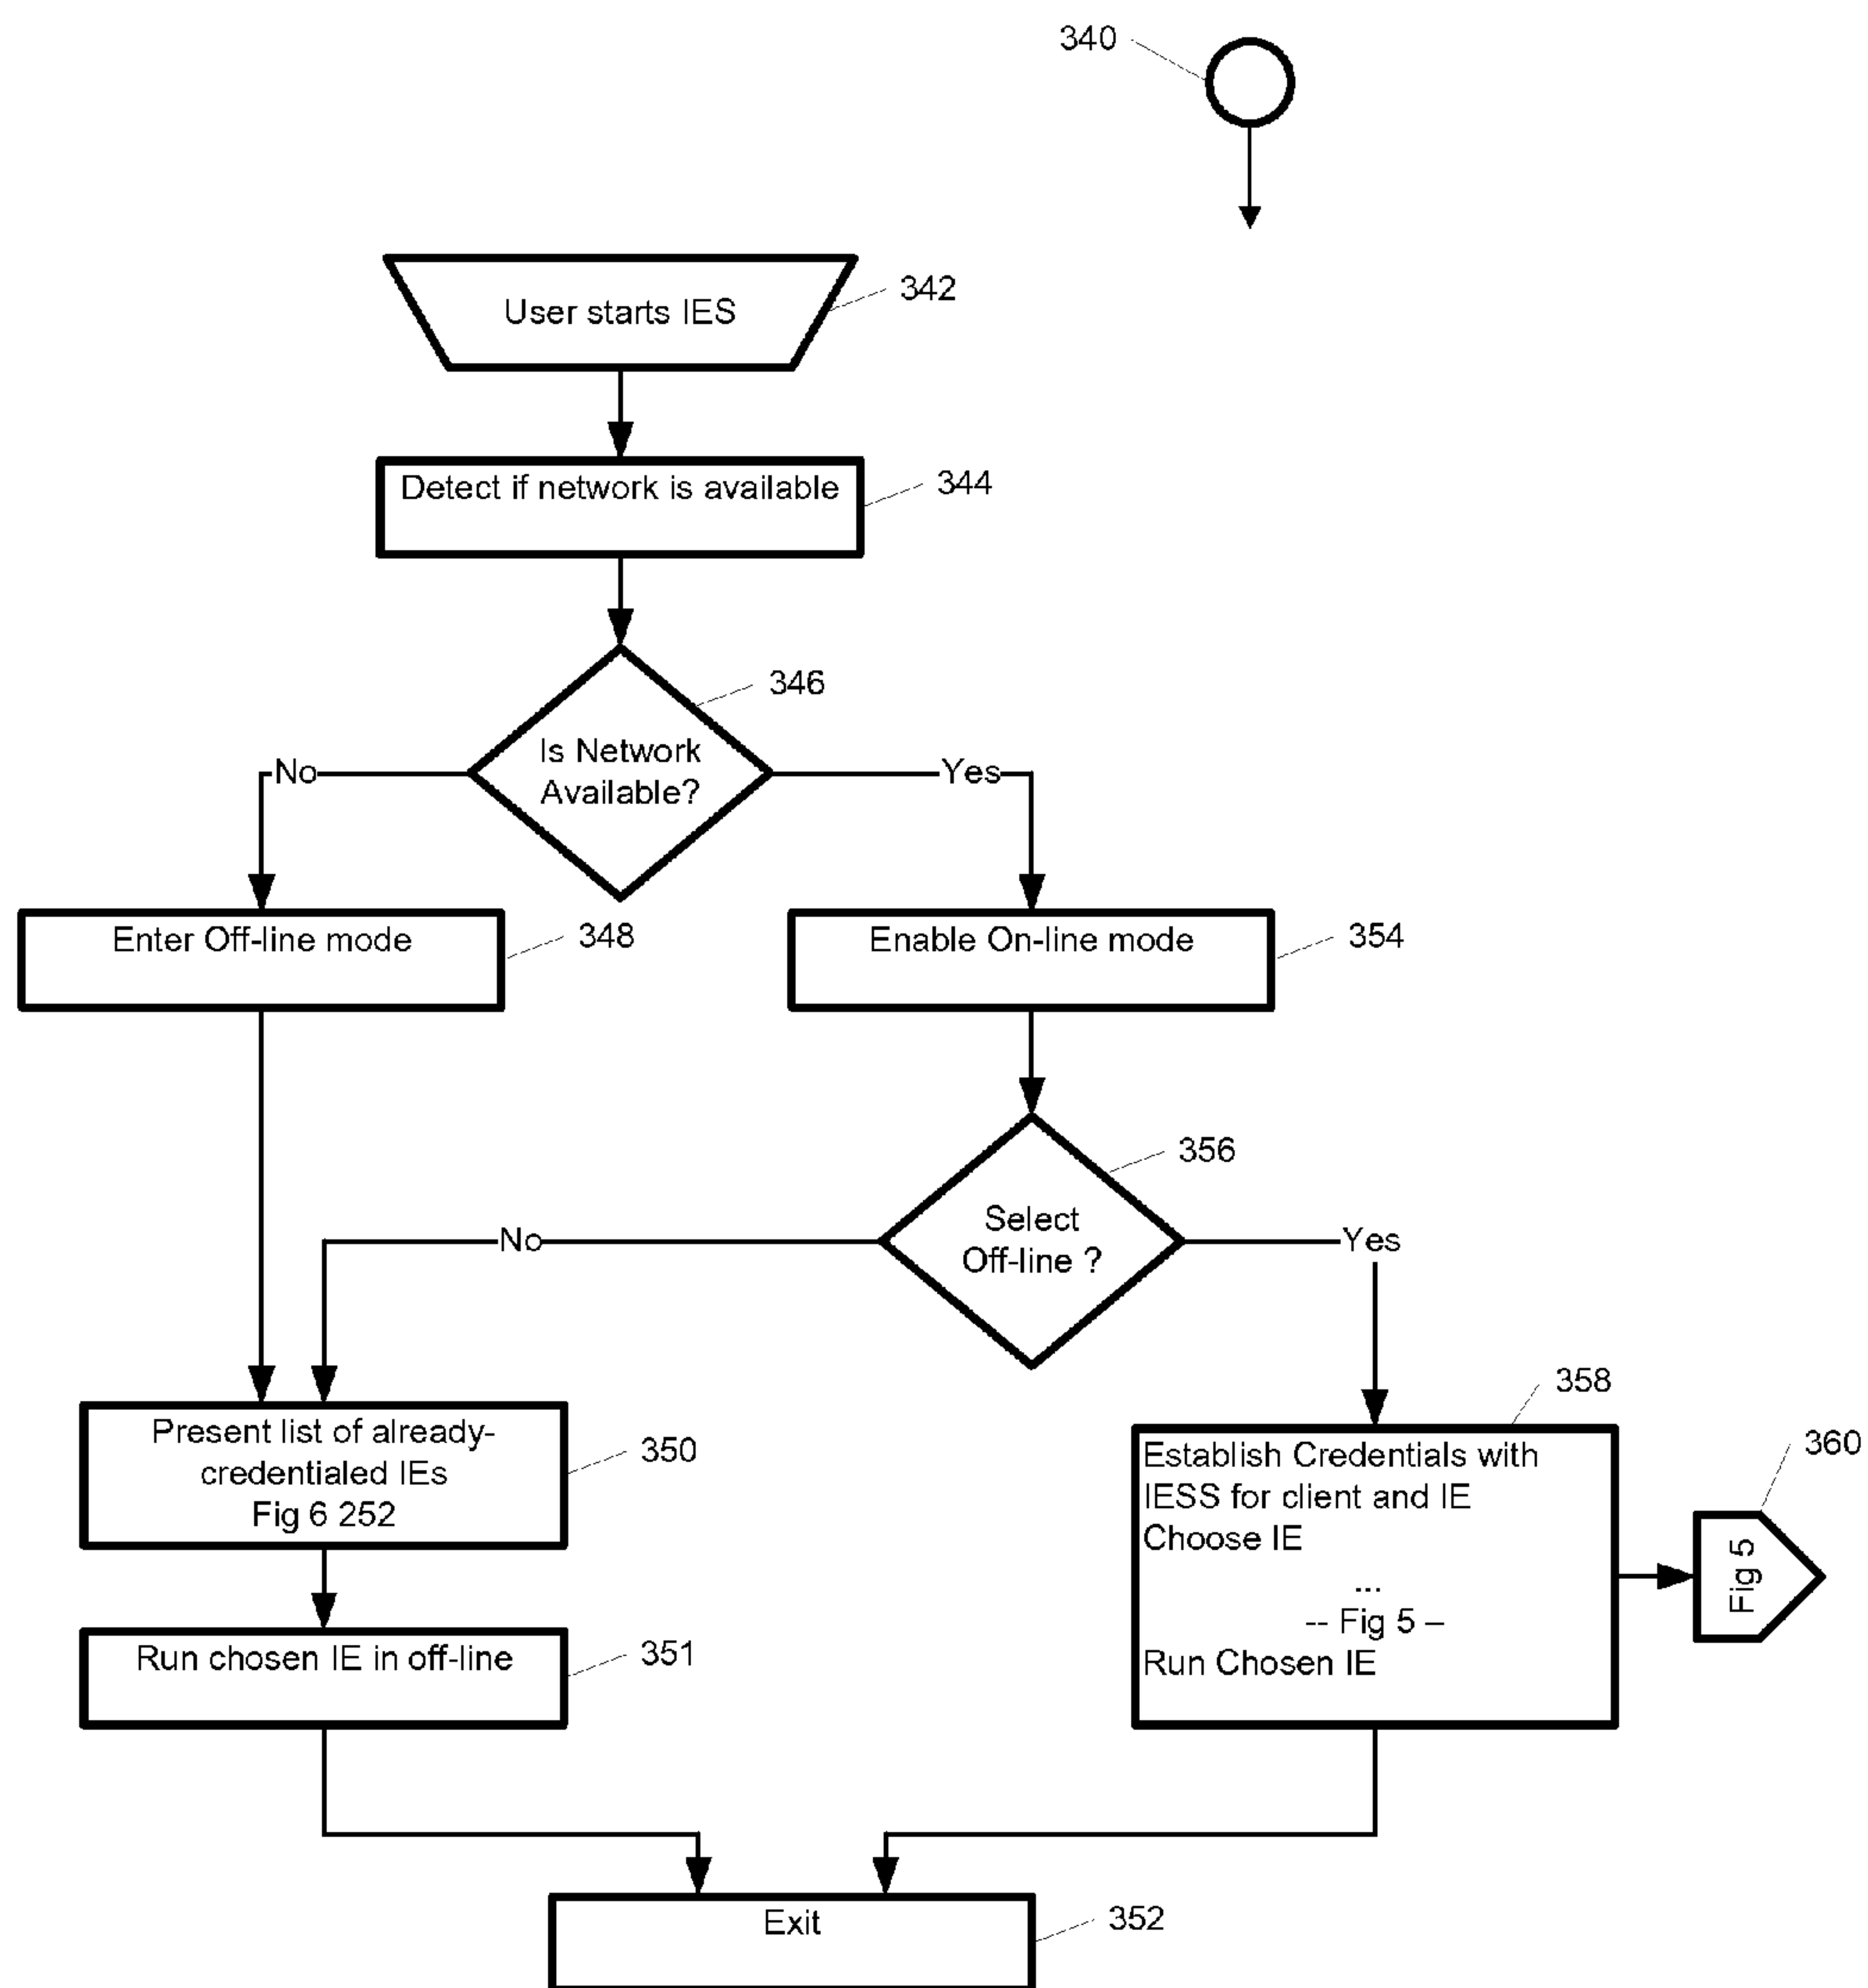 340
User starts IES
342
Detect if network is available
344
346
Is Network
Available?
No
Yes
Enter Off-line mode
348
Enable On-line mode
354
356
Select
Off-line ?
No
Yes
358
Present list of already-
credentialed IEs
Fig 6 252
350
Establish Credentials with
IESS for client and IE
Choose IE
...
-- Fig 5 –
Run Chosen IE
360
Fig 5
Run chosen IE in off-line
351
Exit
352